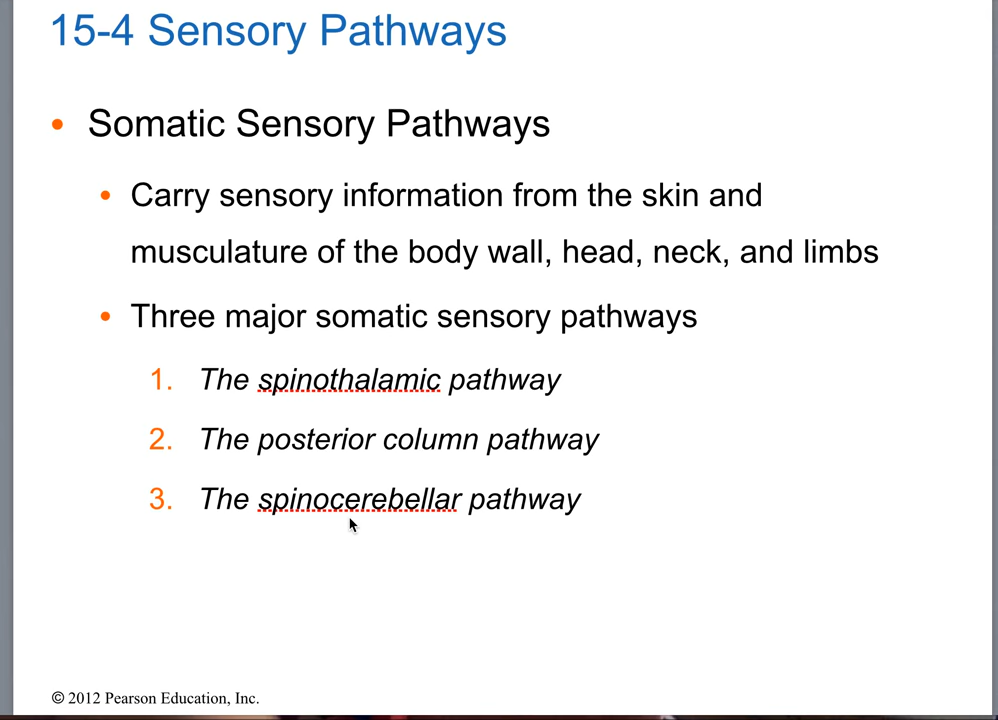 15-4 Sensory Pathways
• Somatic Sensory Pathways
• Carry sensory information from the skin and
musculature of the body wall, head, neck, and limbs
• Three major somatic sensory pathways
1. The spinothalamic pathway
2. The posterior column pathway
3. The spinocerebellar pathway
© 2012 Pearson Education, Inc.